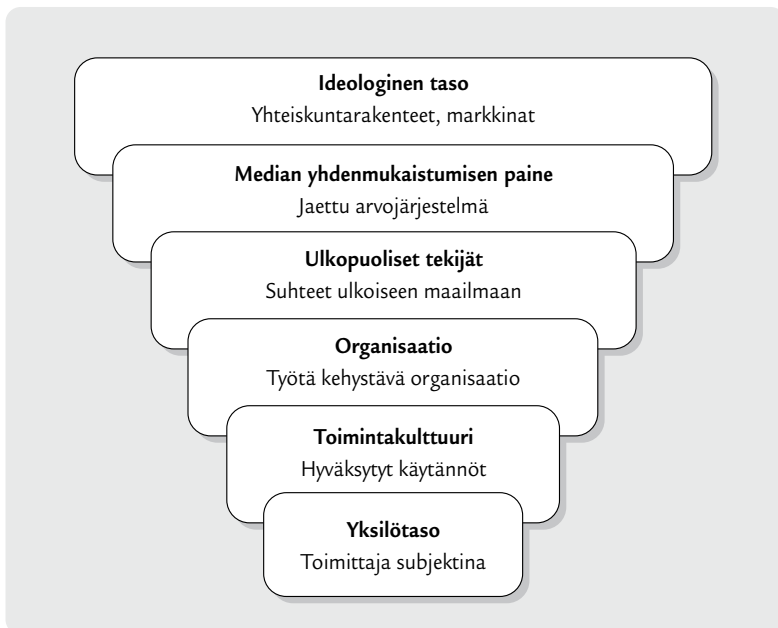 Ideologinen taso
Yhteiskuntarakenteet, markkinat
Median yhdenmukaistumisen paine
Jaettu arvojärjestelmä
Ulkopuoliset tekijät
Suhteet ulkoiseen maailmaan
Organisaatio
Työtä kehystävä organisaatio
Toimintakulttuuri
Hyväksytyt käytännöt
Yksilötaso
Toimittaja subjektina